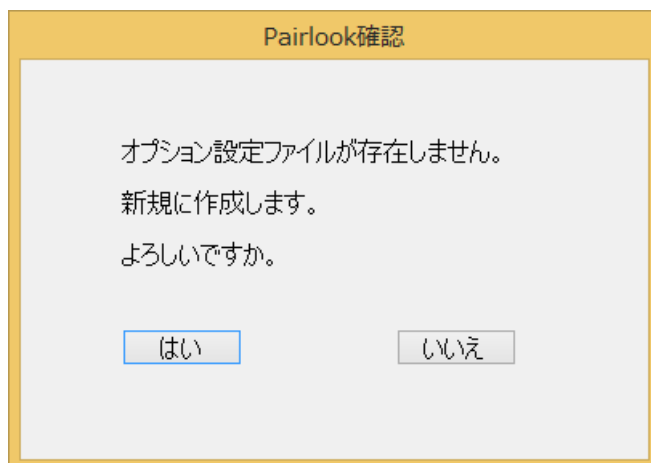 Pairlook確認
オプション設定ファイルが存在しません。
新規に作成します。
よろしいですか。
はい
いいえ